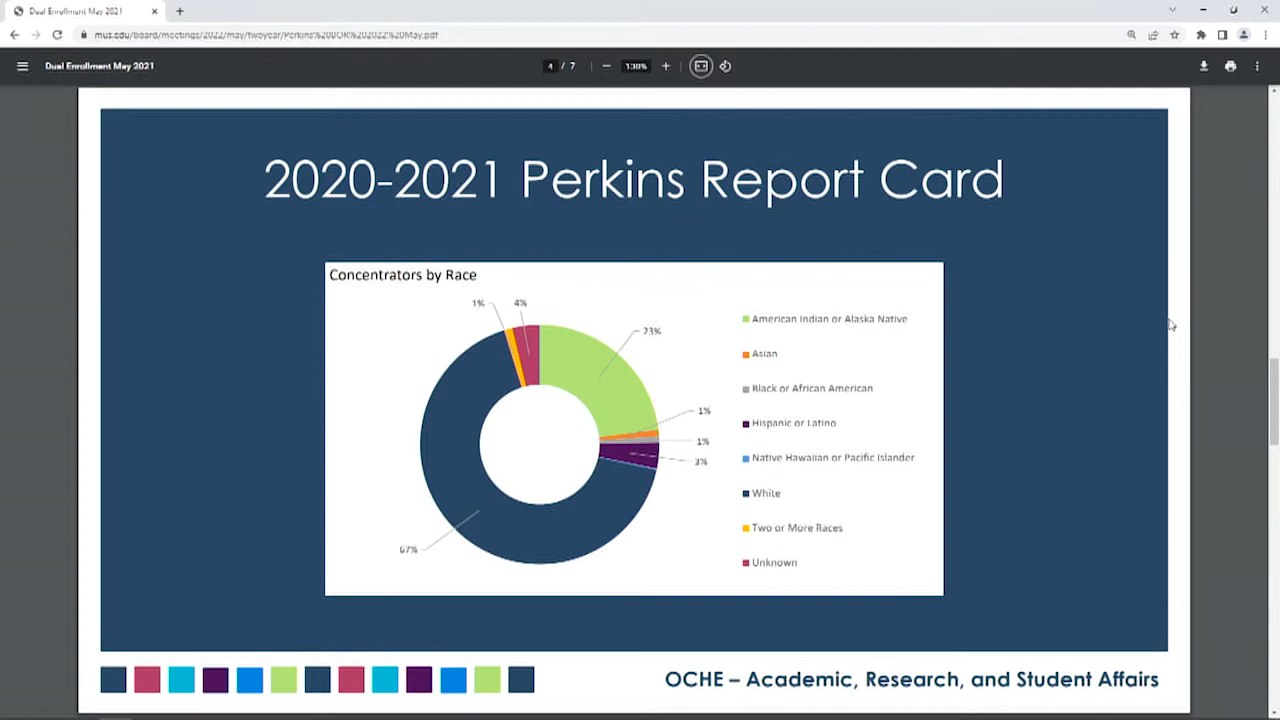 Dual Enrollment May 2021
mus.edu/board/meetings/2022/may/twoyear/Perkins%20BOR%202022%20May.pdf
Dual Enrollment May 2021
4 / 7
130%
2020-2021 Perkins Report Card
Concentrators by Race
1%
4%
23%
1%
1%
3%
67%
American Indian or Alaska Native
Asian
Black or African American
Hispanic or Latino
Native Hawaiian or Pacific Islander
White
Two or More Races
Unknown
OCHE – Academic, Research, and Student Affairs